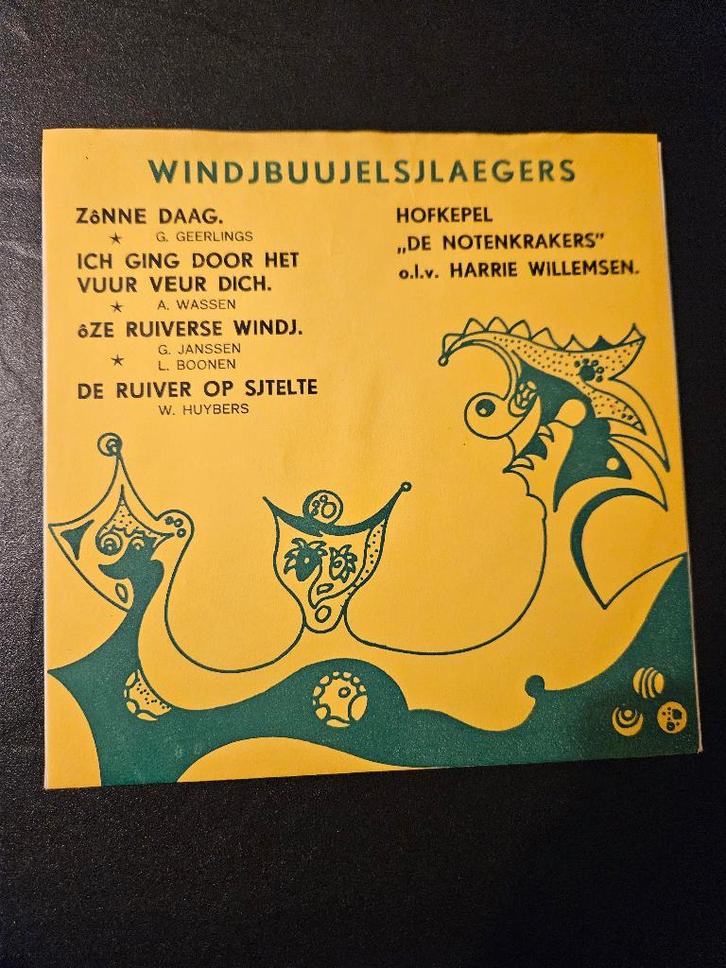 WINDJBUUJELSJLAEGERS
ZôNNE DAAG.
★ G. GEERLINGS
ICH GING DOOR HET
VUUR VEUR DICH.
★ A. WASSEN
ôZE RUIVERSE WINDJ.
G. JANSSEN
★ L. BOONEN
DE RUIVER OP SJTELTE
W. HUYBERS
HOFKEPEL
„DE NOTENKRAKERS”
o.l.v. HARRIE WILLEMSEN.